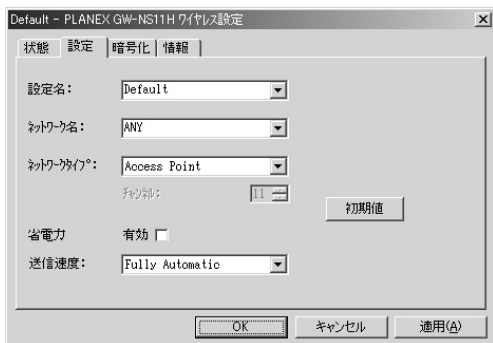 Default - PLANEX GW-NS11H ワイヤレス設定
状態 設定 暗号化 情報
設定名： Default
ﾈｯﾄﾜｰｸ名： ANY
ﾈｯﾄﾜｰｸﾀｲﾌﾟ： Access Point
ﾁｬﾝﾈﾙ： 11
初期値
省電力 有効
送信速度： Fully Automatic
OK キャンセル 適用(A)